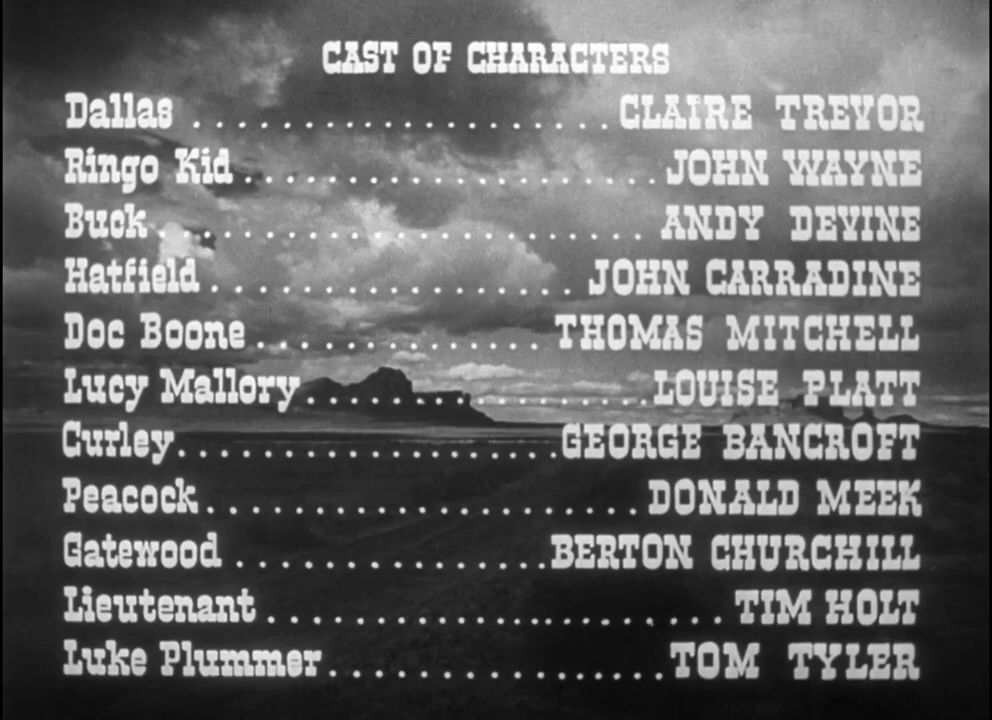 CAST OF CHARACTERS
Dallas . . . . . . . . . . . . . . . . . . . CLAIRE TREVOR
Ringo Kid . . . . . . . . . . . . . . . . . . . JOHN WAYNE
Buck . . . . . . . . . . . . . . . . . . . . . . ANDY DEVINE
Hatfield . . . . . . . . . . . . . . . . . JOHN CARRADINE
Doc Boone . . . . . . . . . . . . . THOMAS MITCHELL
Lucy Mallory . . . . . . . . . . . . . . . LOUISE PLATT
Curley . . . . . . . . . . . . . . . . . GEORGE BANCROFT
Peacock . . . . . . . . . . . . . . . . . . . . DONALD MEEK
Gatewood . . . . . . . . . . . . . . BERTON CHURCHILL
Lieutenant . . . . . . . . . . . . . . . . . . . . TIM HOLT
Luke Plummer . . . . . . . . . . . . . . . TOM TYLER